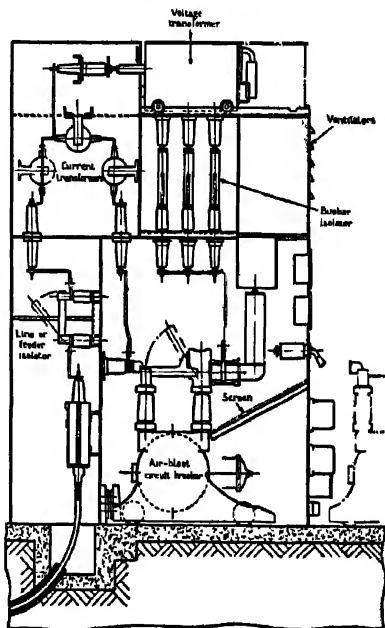 Voltage
transformer
Ventilators
Current
transformers
Busbar
isolator
Line or
feeder
isolator
Screen
Air-blast
circuit breaker